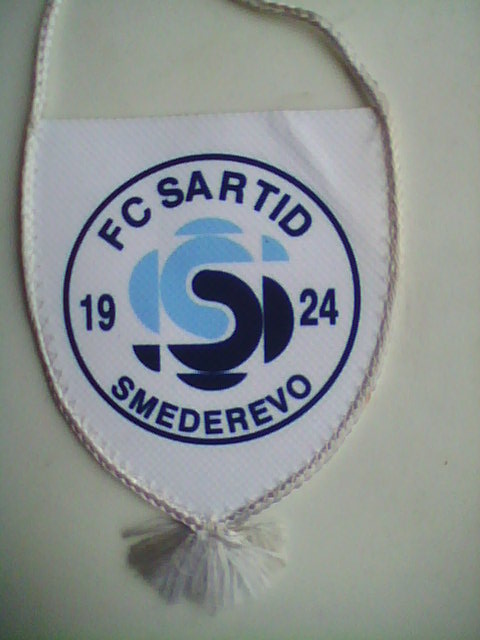 FC SARTID
19 24
SMEDEREVO